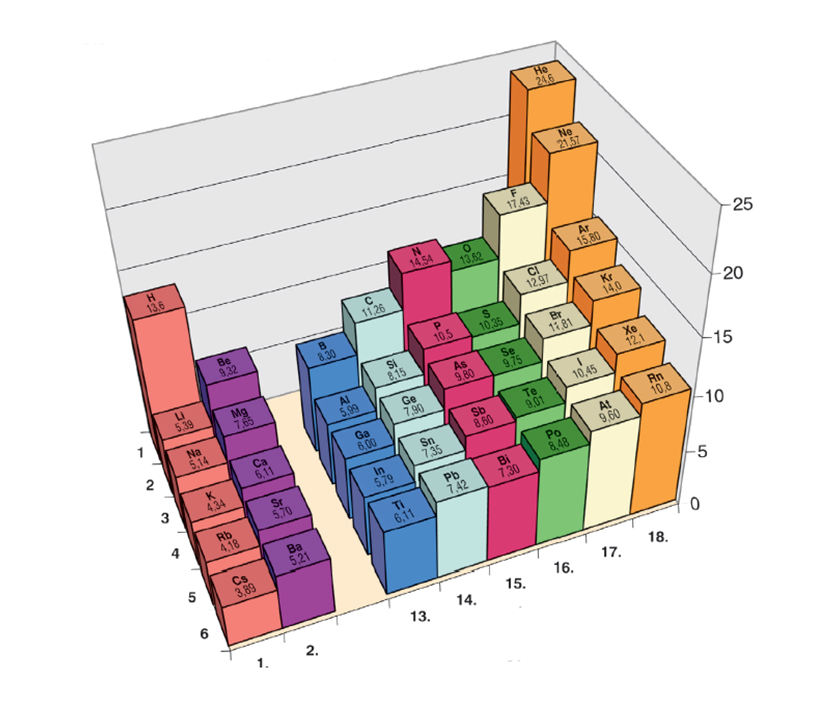 He
24,6
Ne
21,57
F
17,43
25
Ar
15,80
N
14,54
O
13,62
Cl
12,97
20
Kr
14,0
H
13,6
C
11,26
P
10,5
S
10,35
Br
11,81
Xe
12,1
15
Be
9,32
B
8,30
Si
8,15
As
9,80
Se
9,75
I
10,45
Rn
10,8
10
Li
5,39
Mg
7,65
Al
5,99
Ge
7,90
Sb
8,60
Te
9,01
At
9,60
1
Na
5,14
Ca
6,11
Ga
6,00
Sn
7,35
Bi
7,30
Po
8,48
5
2
K
4,34
Sr
5,70
In
5,79
Pb
7,42
0
3
Rb
4,18
Ba
5,21
Ti
6,11
4
Cs
3,89
5
6
1.
2.
13.
14.
15.
16.
17.
18.